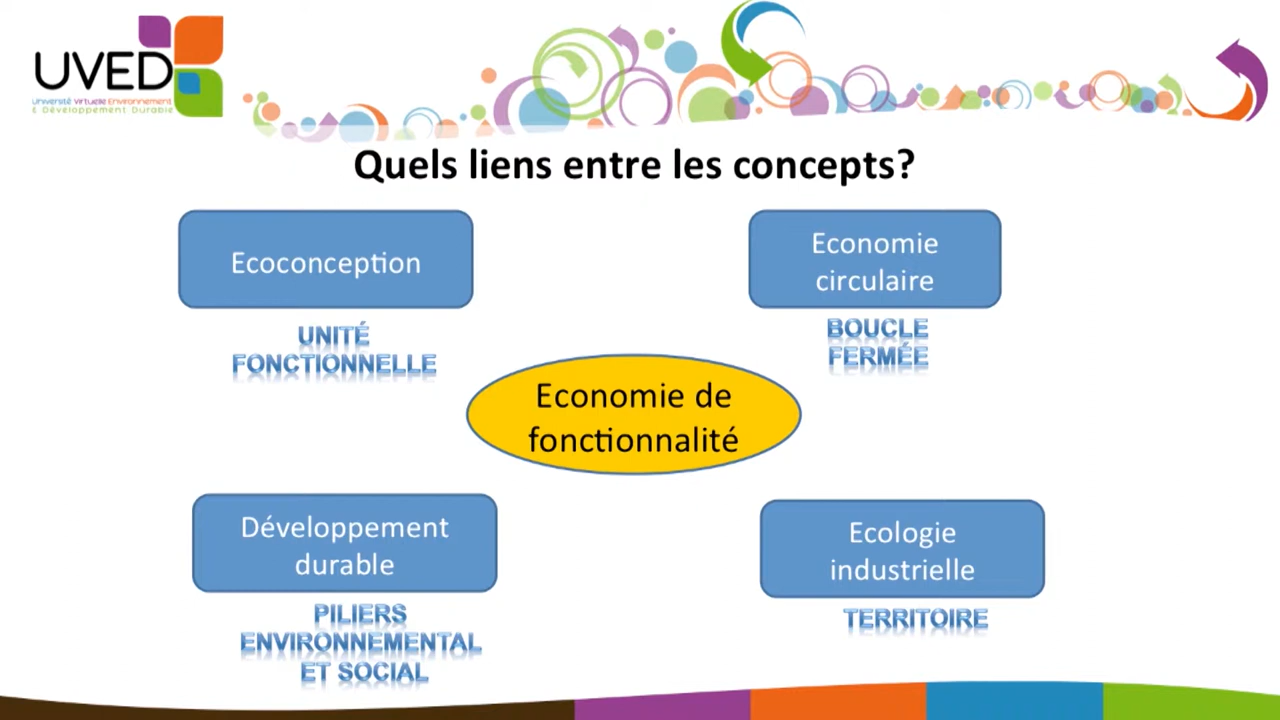 UVED
Université Virtuelle Environnement
& Développement Durable
Quels liens entre les concepts?
Ecoconception
UNITÉ
FONCTIONNELLE
Economie
circulaire
BOUCLE
FERMÉE
Economie de
fonctionnalité
Développement
durable
PILIERS
ENVIRONNEMENTAL
ET SOCIAL
Ecologie
industrielle
TERRITOIRE